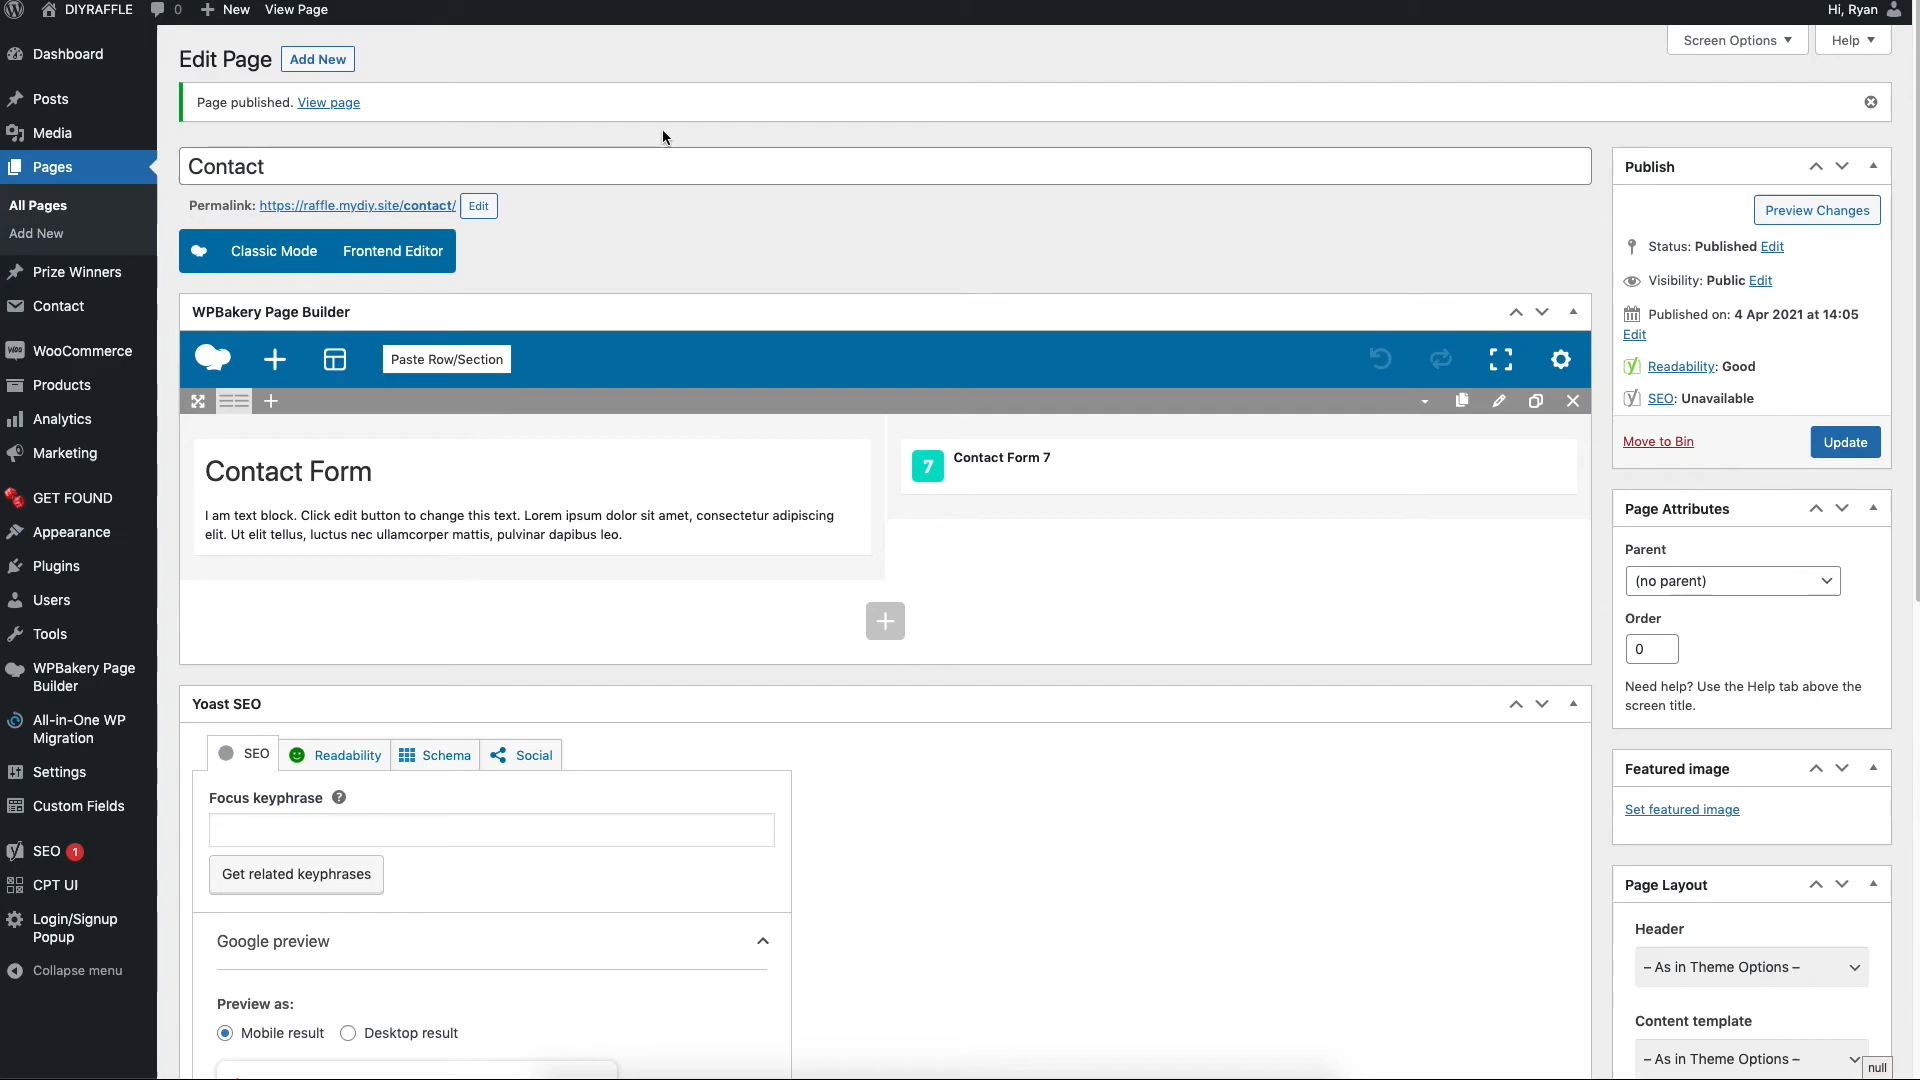 DIYRAFFLE 0 New View Page Hi, Ryan
Screen Options Help
Dashboard
Posts
Media
Pages
All Pages
Add New
Prize Winners
Contact
WooCommerce
Products
Analytics
Marketing
GET FOUND
Appearance
Plugins
Users
Tools
WPBakery Page
Builder
All-in-One WP
Migration
Settings
Custom Fields
SEO 1
CPT UI
Login/Signup
Popup
Collapse menu
Edit Page Add New
Page published. View page
Contact
Permalink: https://raffle.mydiy.site/contact/ Edit
Classic Mode Frontend Editor
WPBakery Page Builder
Paste Row/Section
Contact Form
I am text block. Click edit button to change this text. Lorem ipsum dolor sit amet, consectetur adipiscing
elit. Ut elit tellus, luctus nec ullamcorper mattis, pulvinar dapibus leo.
7 Contact Form 7
Yoast SEO
SEO Readability Schema Social
Focus keyphrase ?
Get related keyphrases
Google preview
Preview as:
Mobile result Desktop result
Publish
Preview Changes
Status: Published Edit
Visibility: Public Edit
Published on: 4 Apr 2021 at 14:05
Edit
Readability: Good
SEO: Unavailable
Move to Bin Update
Page Attributes
Parent
(no parent)
Order
0
Need help? Use the Help tab above the
screen title.
Featured image
Set featured image
Page Layout
Header
– As in Theme Options –
Content template
– As in Theme Options –
null